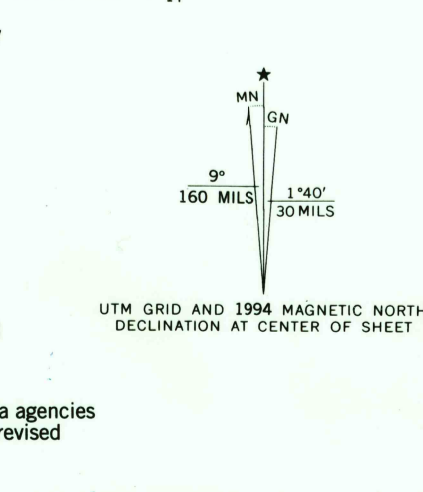 MN
GN
9°
160 MILS
1°40′
30 MILS
UTM GRID AND 1994 MAGNETIC NORTH
DECLINATION AT CENTER OF SHEET
a agencies
revised